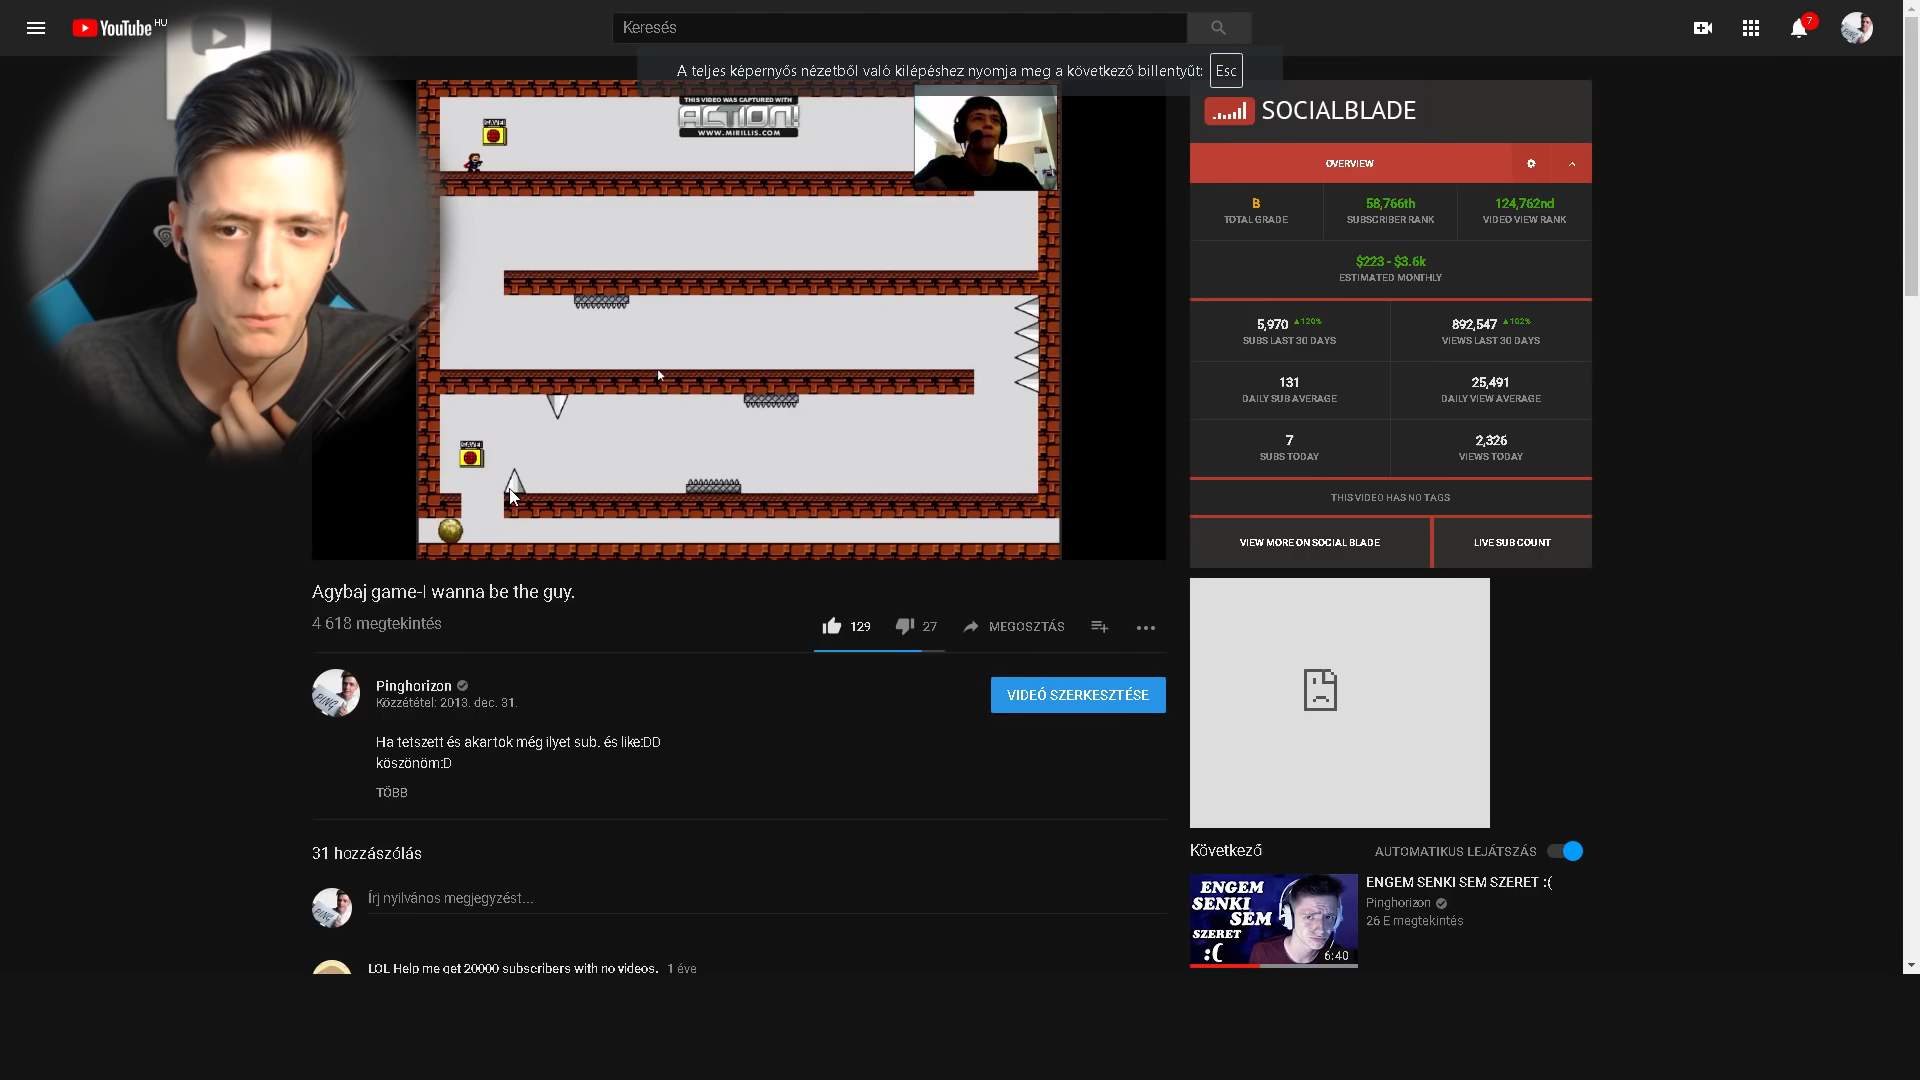 YouTube HU
Keresés
7
A teljes képernyős nézetből való kilépéshez nyomja meg a következő billentyűt: Esc
THIS VIDEO WAS CAPTURED WITH
ACTION!
WWW.MIRILLIS.COM
SAVE!
SAVE!
SOCIALBLADE
OVERVIEW
B
TOTAL GRADE
58,766th
SUBSCRIBER RANK
124,762nd
VIDEO VIEW RANK
$223 - $3.6k
ESTIMATED MONTHLY
5,970 ▲120%
SUBS LAST 30 DAYS
892,547 ▲102%
VIEWS LAST 30 DAYS
131
DAILY SUB AVERAGE
25,491
DAILY VIEW AVERAGE
7
SUBS TODAY
2,326
VIEWS TODAY
THIS VIDEO HAS NO TAGS
VIEW MORE ON SOCIAL BLADE
LIVE SUB COUNT
Agybaj game-I wanna be the guy.
4 618 megtekintés
129
27
MEGOSZTÁS
PING
Pinghorizon
Közzététel: 2013. dec. 31.
VIDEÓ SZERKESZTÉSE
Ha tetszett és akartok még ilyet sub. és like:DD
köszönöm:D
TÖBB
31 hozzászólás
Írj nyilvános megjegyzést...
LOL Help me get 20000 subscribers with no videos. 1 éve
Következő
AUTOMATIKUS LEJÁTSZÁS
ENGEM
SENKI
SEM
SZERET
:(
6:40
ENGEM SENKI SEM SZERET :(
Pinghorizon
26 E megtekintés